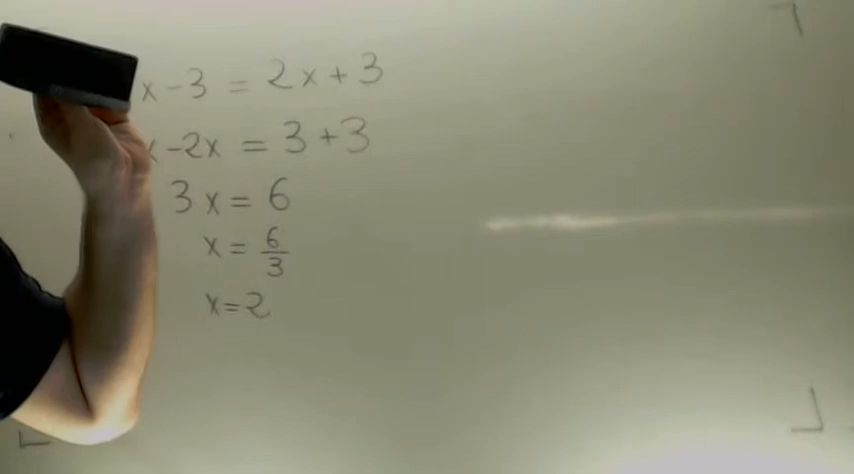 x-3 = 2x+3
x-2x = 3+3
3x = 6
x = 6/3
x=2